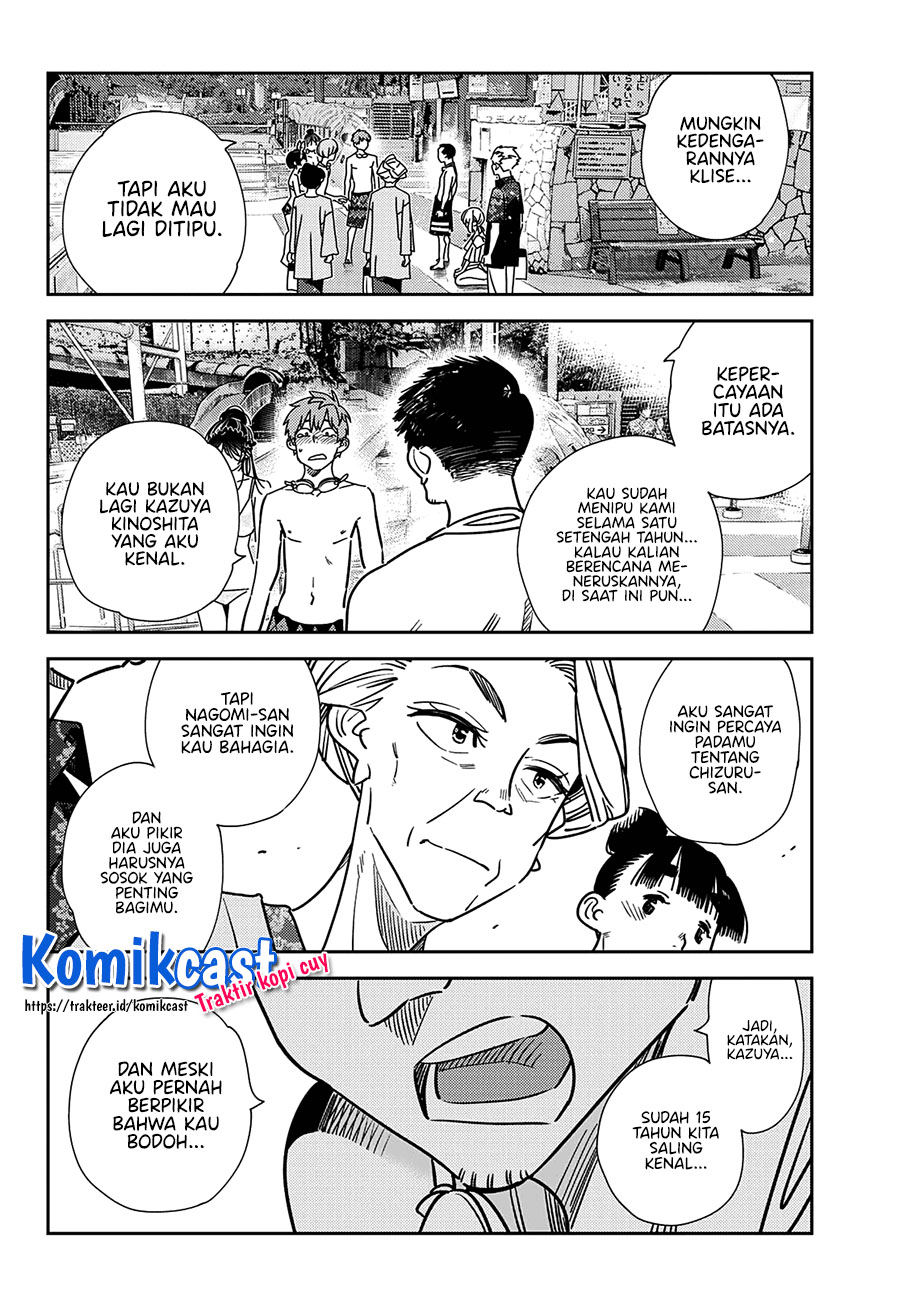 MUNGKIN
KEDENGA-
RANNYA
KLISE...
TAPI AKU
TIDAK MAU
LAGI DITIPU.
KEPER-
CAYAAN
ITU ADA
BATASNYA.
KAU SUDAH
MENIPU KAMI
SELAMA SATU
SETENGAH TAHUN...
KALAU KALIAN
BERENCANA ME-
NERUSKANNYA,
DI SAAT INI PUN...
KAU BUKAN
LAGI KAZUYA
KINOSHITA
YANG AKU
KENAL.
AKU SANGAT
INGIN PERCAYA
PADAMU
TENTANG
CHIZURU-
SAN.
TAPI
NAGOMI-SAN
SANGAT INGIN
KAU BAHAGIA.
DAN
AKU PIKIR
DIA JUGA
HARUSNYA
SOSOK YANG
PENTING
BAGIMU.
Komikcast
Traktir kopi cuy
https://trakteer.id/komikcast
JADI,
KATAKAN,
KAZUYA...
SUDAH 15
TAHUN KITA
SALING
KENAL...
DAN MESKI
AKU PERNAH
BERPIKIR
BAHWA KAU
BODOH...